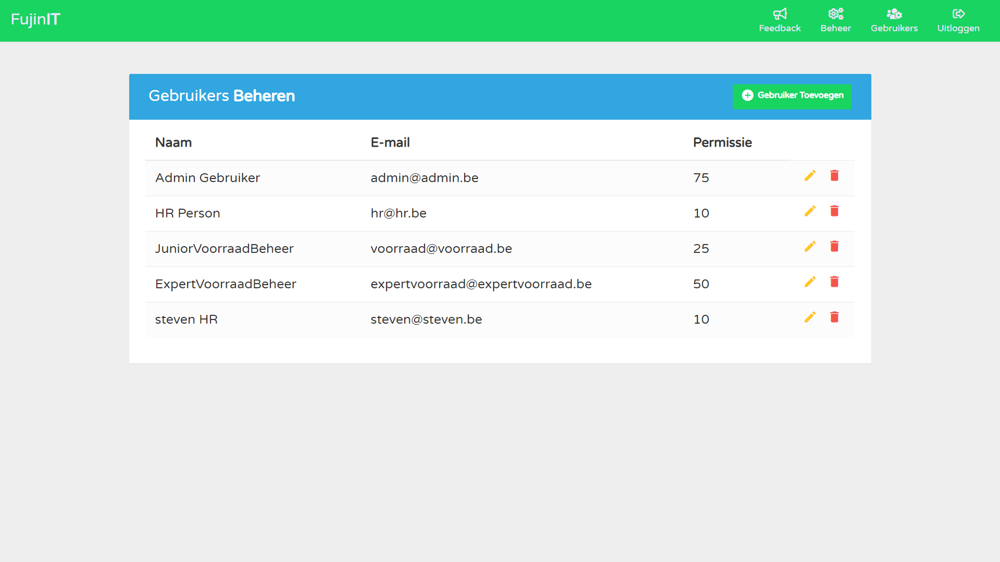 FujinIT
Feedback
Beheer
Gebruikers
Uitloggen
Gebruikers Beheren
Gebruiker Toevoegen
Naam E-mail Permissie
Admin Gebruiker admin@admin.be 75
HR Person hr@hr.be 10
JuniorVoorraadBeheer voorraad@voorraad.be 25
ExpertVoorraadBeheer expertvoorraad@expertvoorraad.be 50
steven HR steven@steven.be 10